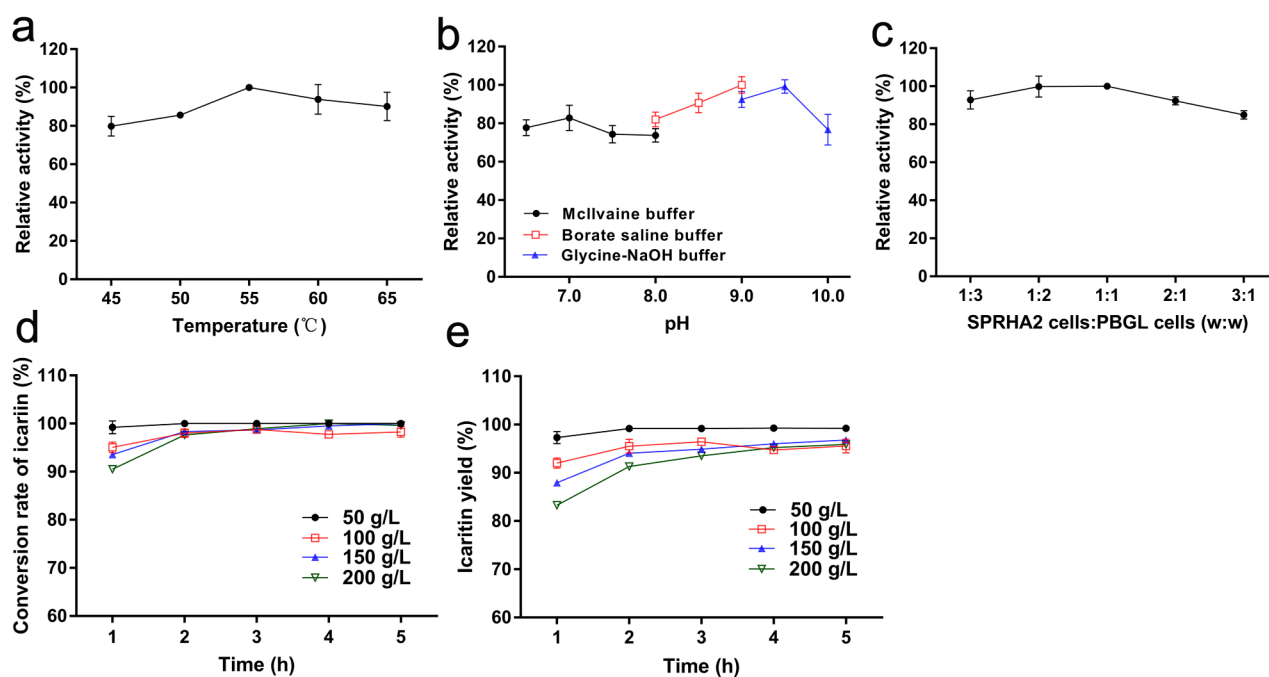 a
Relative activity (%)
120
100
80
60
40
20
0
45 50 55 60 65
Temperature (℃)
b
Relative activity (%)
120
100
80
60
40
20
0
McIlvaine buffer
Borate saline buffer
Glycine-NaOH buffer
7.0 8.0 9.0 10.0
pH
c
Relative activity (%)
120
100
80
60
40
20
0
1:3 1:2 1:1 2:1 3:1
SPRHA2 cells:PBGL cells (w:w)
d
Conversion rate of icariin (%)
110
100
90
80
70
60
50 g/L
100 g/L
150 g/L
200 g/L
1 2 3 4 5
Time (h)
e
Icaritin yield (%)
110
100
90
80
70
60
50 g/L
100 g/L
150 g/L
200 g/L
1 2 3 4 5
Time (h)